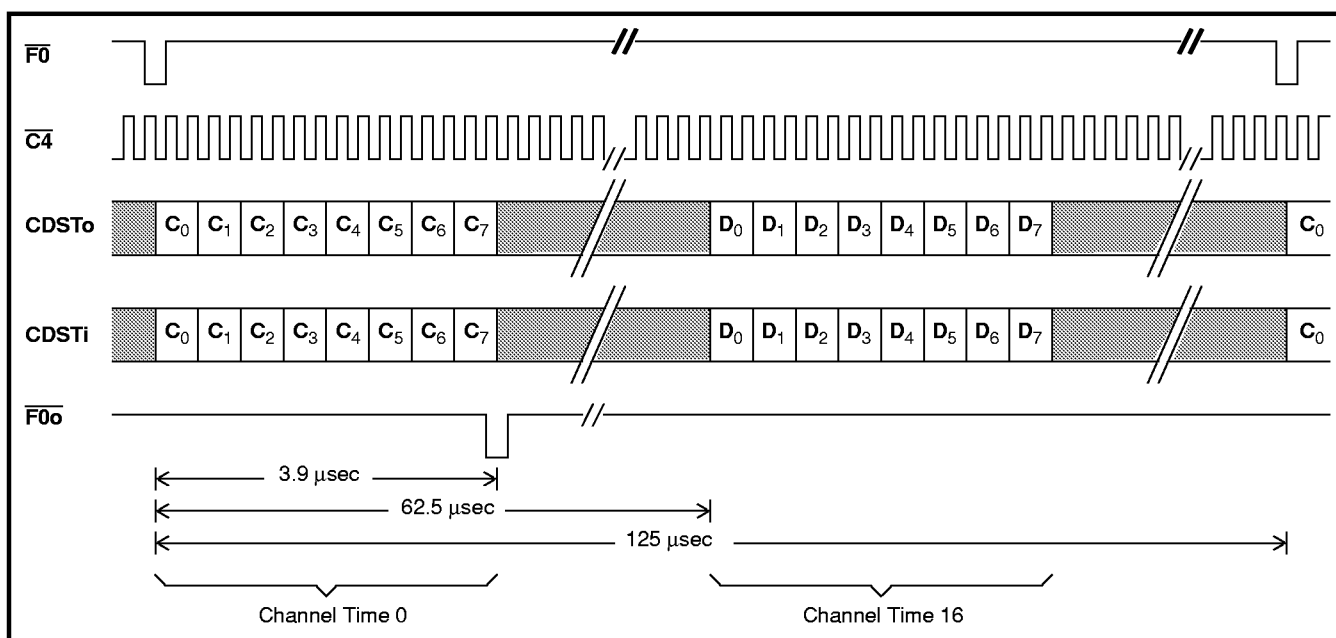 F0
C4
CDSTo C0 C1 C2 C3 C4 C5 C6 C7 D0 D1 D2 D3 D4 D5 D6 D7 C0
CDSTi C0 C1 C2 C3 C4 C5 C6 C7 D0 D1 D2 D3 D4 D5 D6 D7 C0
F0o
3.9 μsec
62.5 μsec
125 μsec
Channel Time 0 Channel Time 16